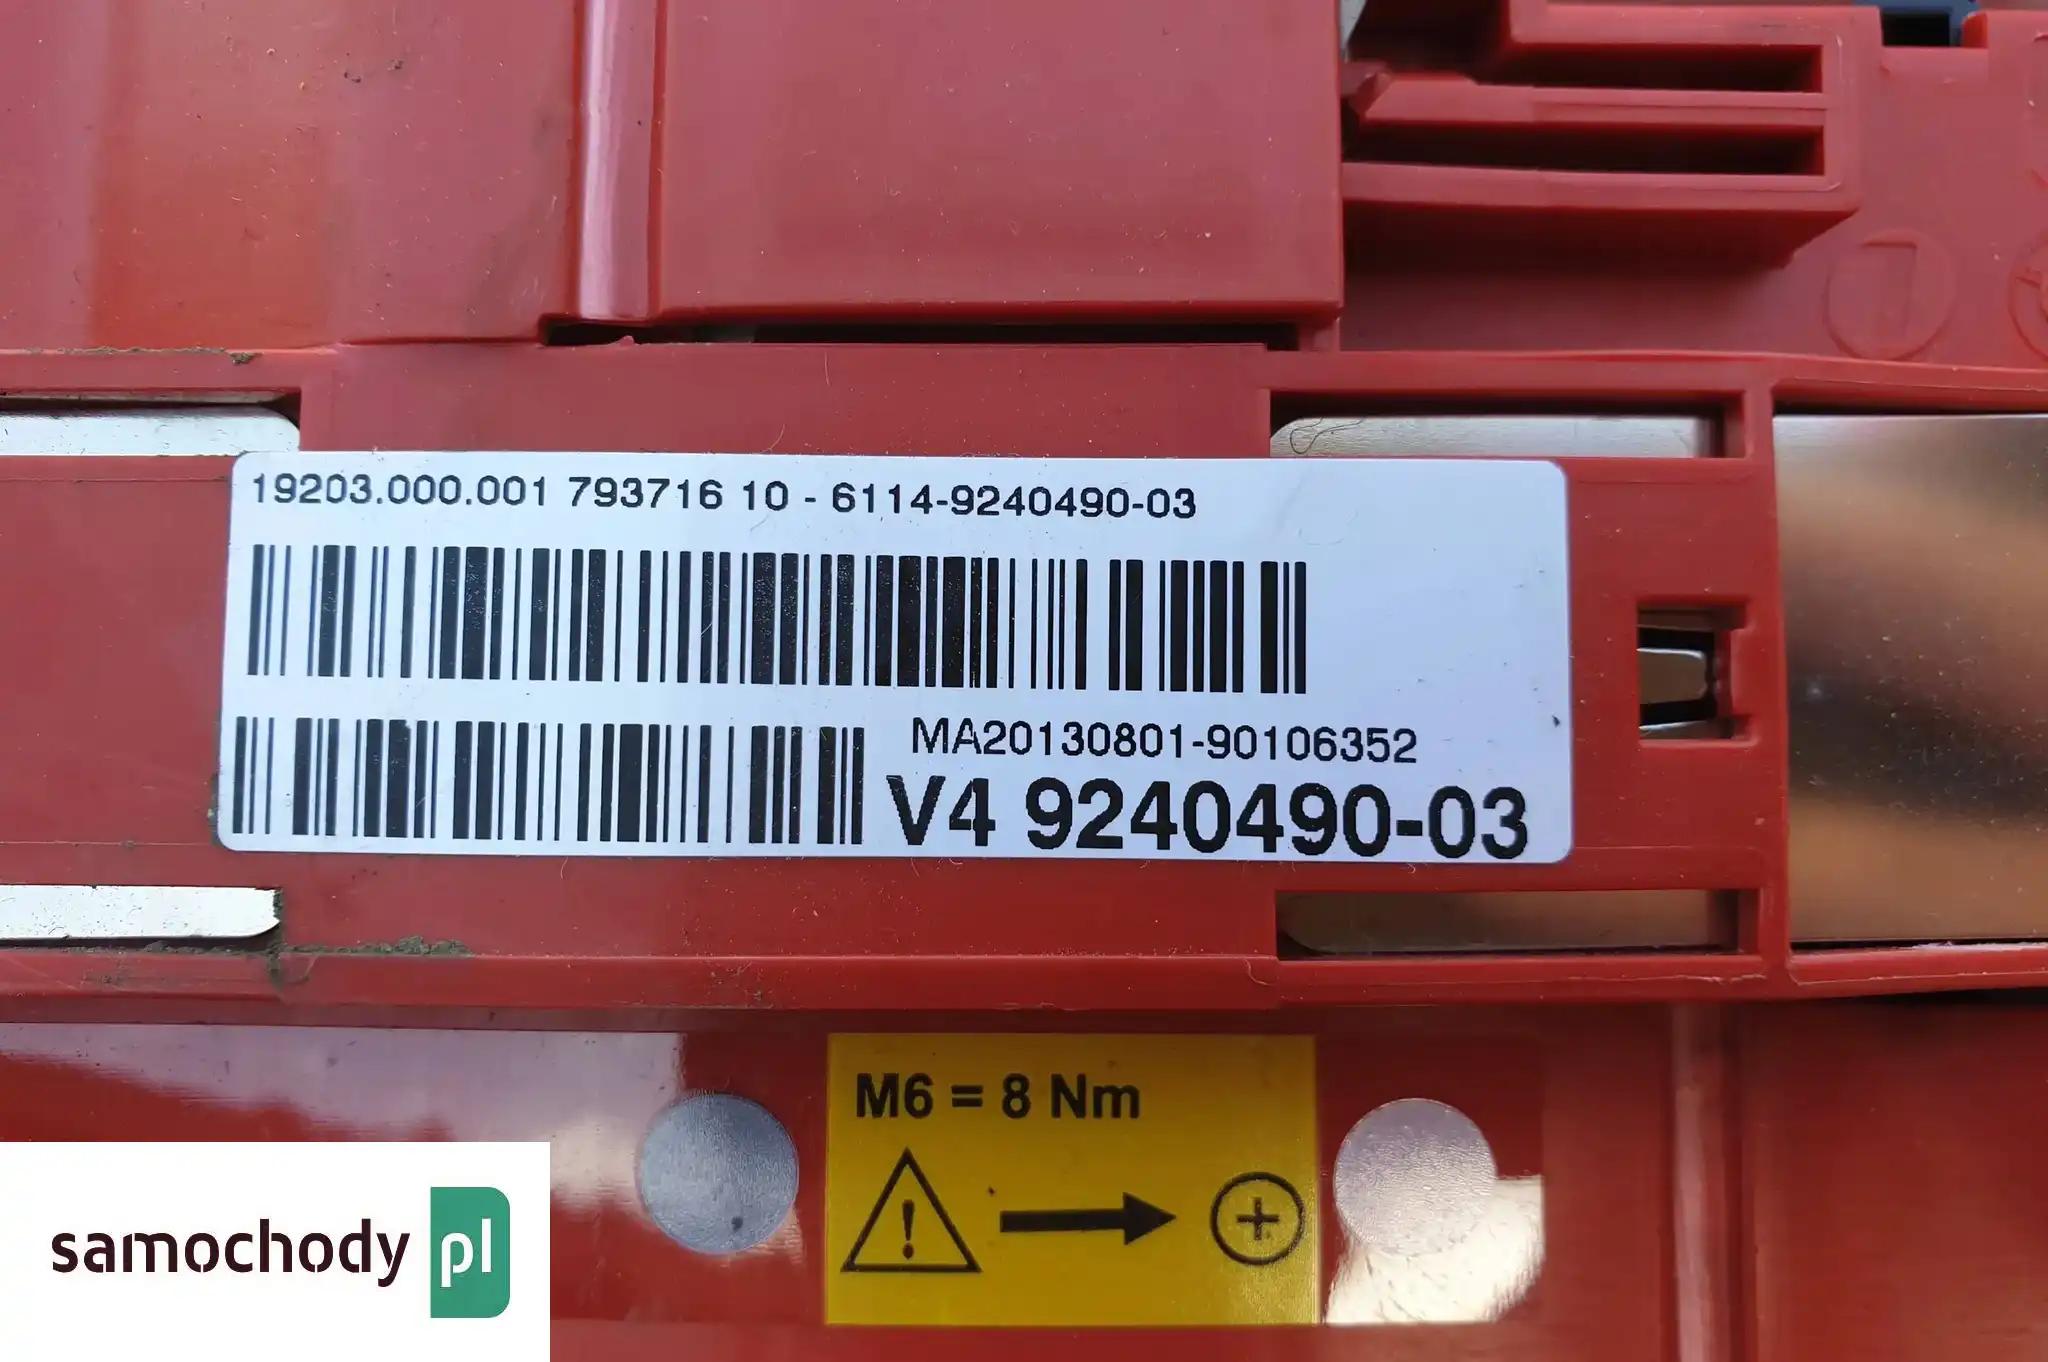 19203.000.001 793716 10 - 6114-9240490-03
MA20130801-90106352
V4 9240490-03
M6 = 8 Nm
samochody pl